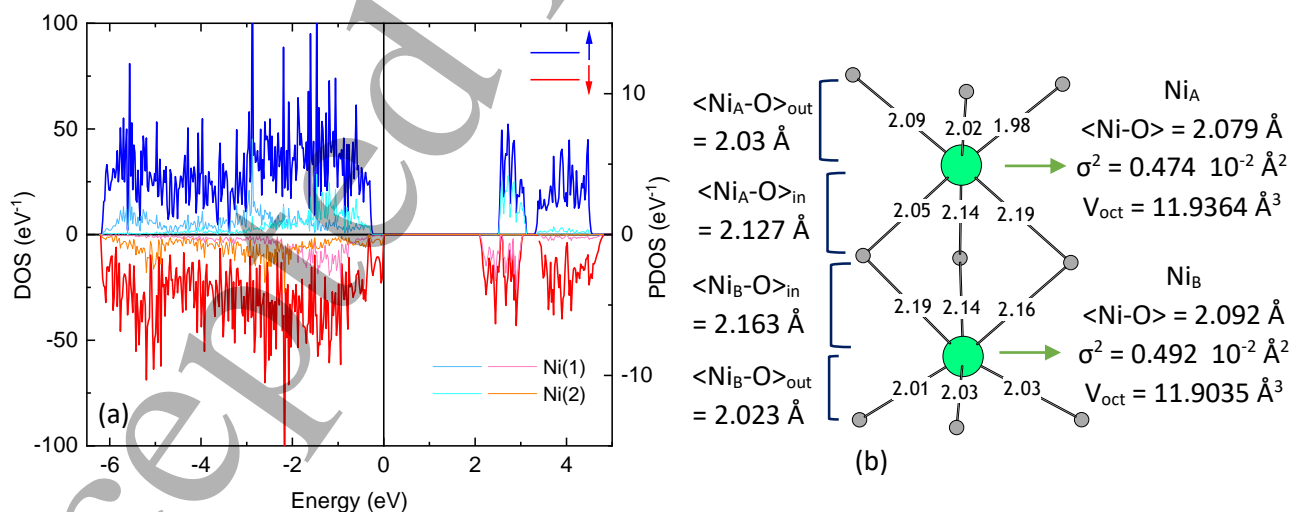 100
50
0
-50
-100
DOS (eV-1)
-6
-4
-2
0
2
4
Energy (eV)
10
0
-10
PDOS (eV-1)
Ni(1)
Ni(2)
(a)
<NiA-O>out
= 2.03 Å
<NiA-O>in
= 2.127 Å
<NiB-O>in
= 2.163 Å
<NiB-O>out
= 2.023 Å
2.09
2.02
1.98
2.05
2.14
2.19
2.19
2.14
2.16
2.01
2.03
2.03
NiA
<Ni-O> = 2.079 Å
σ2 = 0.474 10-2 Å2
Voct = 11.9364 Å3
NiB
<Ni-O> = 2.092 Å
σ2 = 0.492 10-2 Å2
Voct = 11.9035 Å3
(b)